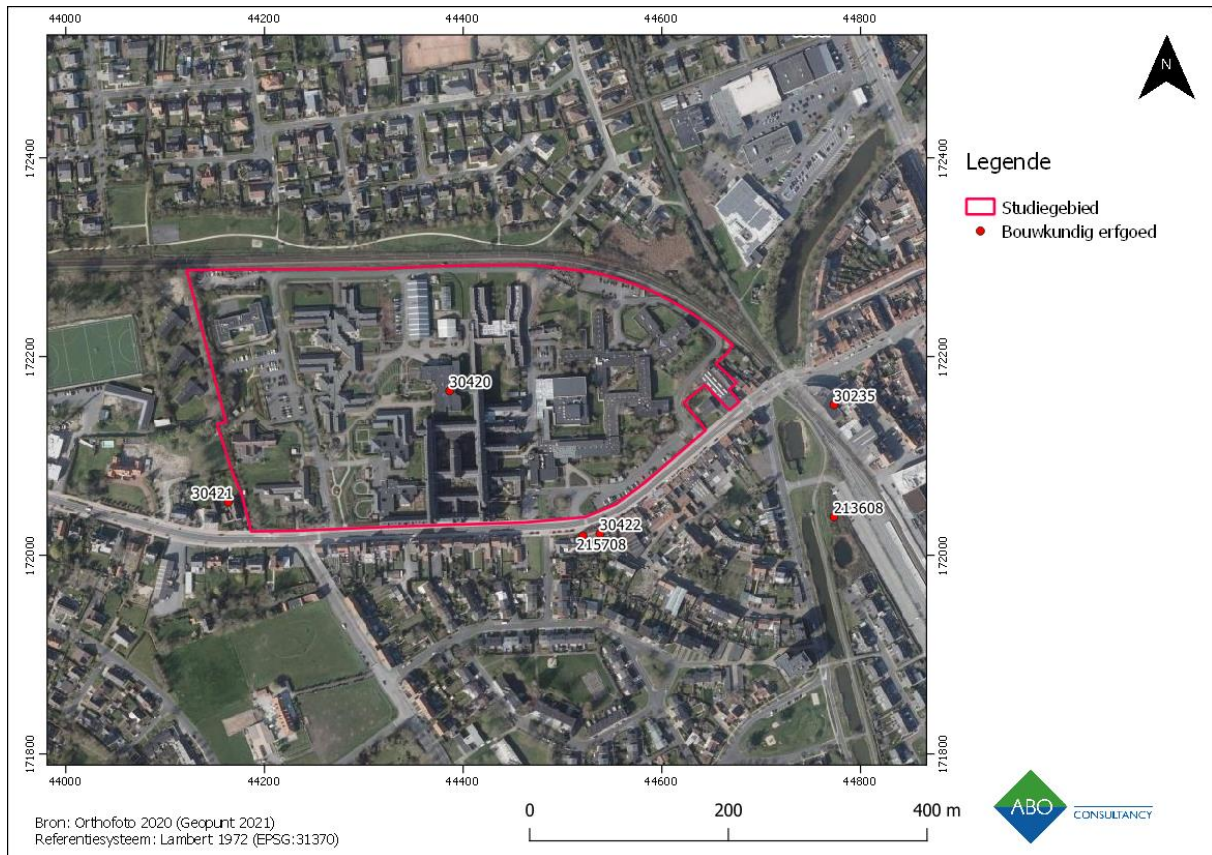 44000 44200 44400 44600 44800
N
172400 172400
Legende
Studiegebied
Bouwkundig erfgoed
172200 172200
30420
30235
30421
213608
30422
215708
172000 172000
171800 171800
44000 44200 44400 44600 44800
Bron: Orthofoto 2020 (Geopunt 2021)
Referentiesysteem: Lambert 1972 (EPSG:31370)
0 200 400 m
ABO CONSULTANCY